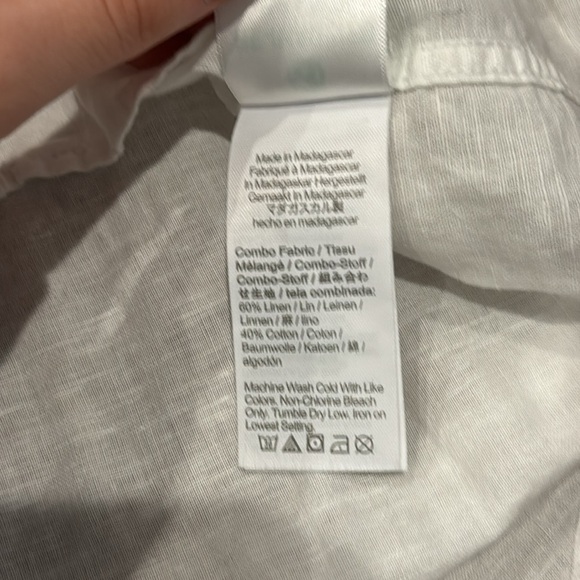 Made in Madagascar
Fabriqué à Madagascar
In Madagaskar Hergestellt
Gemaakt In Madagascar
マダガスカル製
hecho en madagascar
Combo Fabric / Tissu
Mélangé / Combo-Stoff /
Combo-Stoff / 組み合わ
せ生地 / tela combinada:
60% Linen / Lin / Leinen /
Linnen / 麻 / lino
40% Cotton / Coton /
Baumwolle / Katoen / 綿 /
algodón
Machine Wash Cold With Like
Colors. Non-Chlorine Bleach
Only. Tumble Dry Low. Iron on
Lowest Setting.